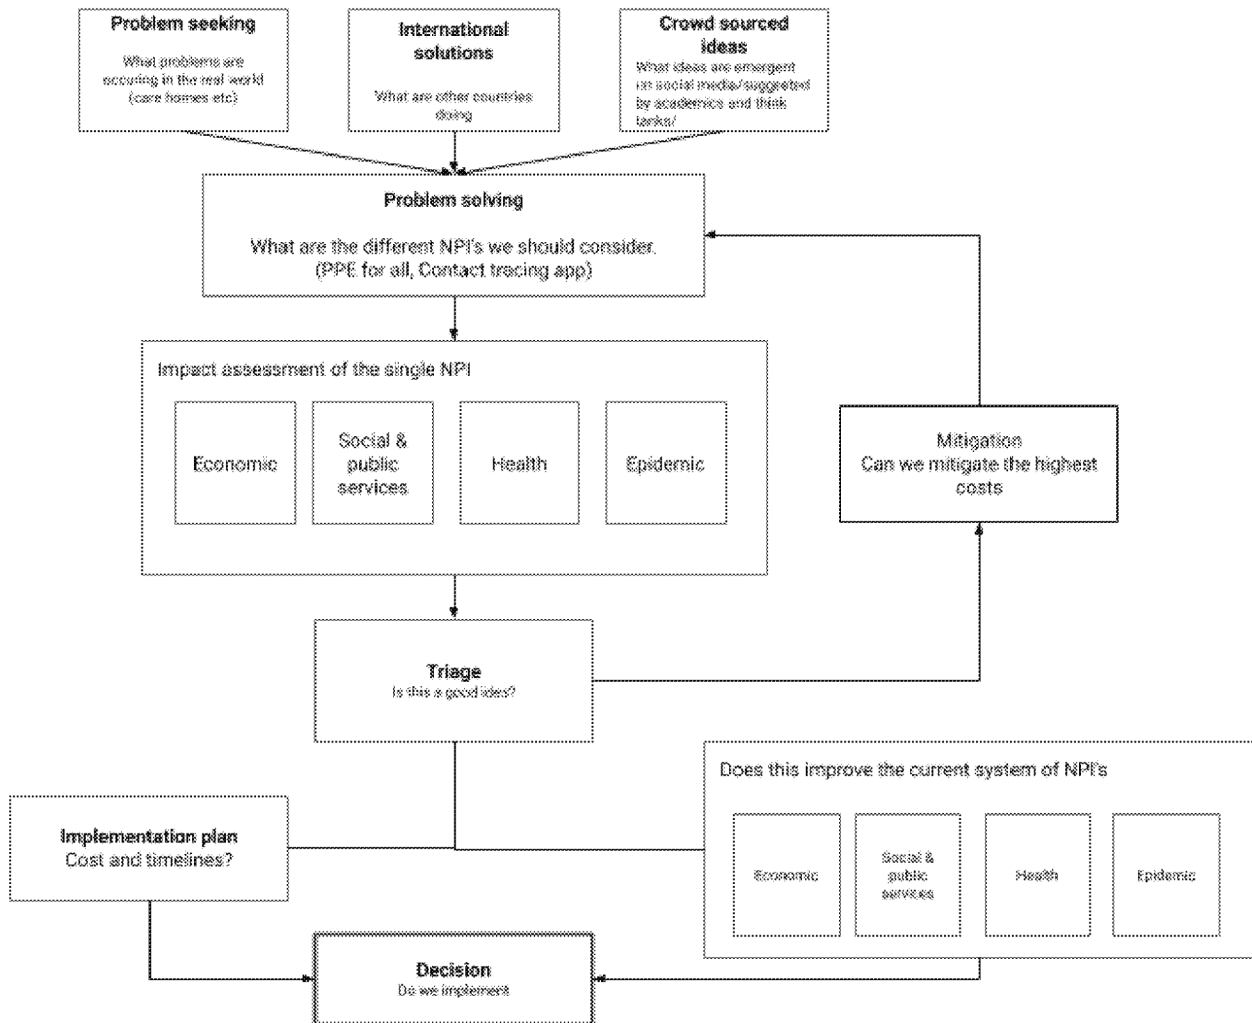 Problem seeking
What problems are
occuring in the real world
(care homes etc)
International
solutions
What are other countries
doing
Crowd sourced
ideas
What ideas are emergent
on social media/suggested
by academics and think
tanks/
Problem solving
What are the different NPI's we should consider.
(PPE for all, Contact tracing app)
Impact assessment of the single NPI
Economic
Social &
public
services
Health
Epidemic
Mitigation
Can we mitigate the highest
costs
Triage
Is this a good idea?
Does this improve the current system of NPI's
Economic
Social &
public
services
Health
Epidemic
Implementation plan
Cost and timelines?
Decision
Do we implement